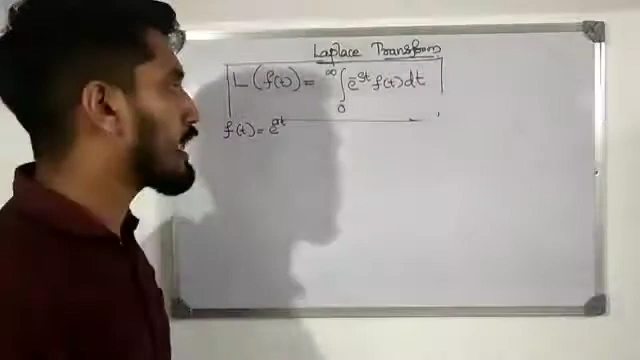 Laplace Transform
L(f(t)) = ∫₀^∞ e^-st f(t) dt
f(t) = e^at